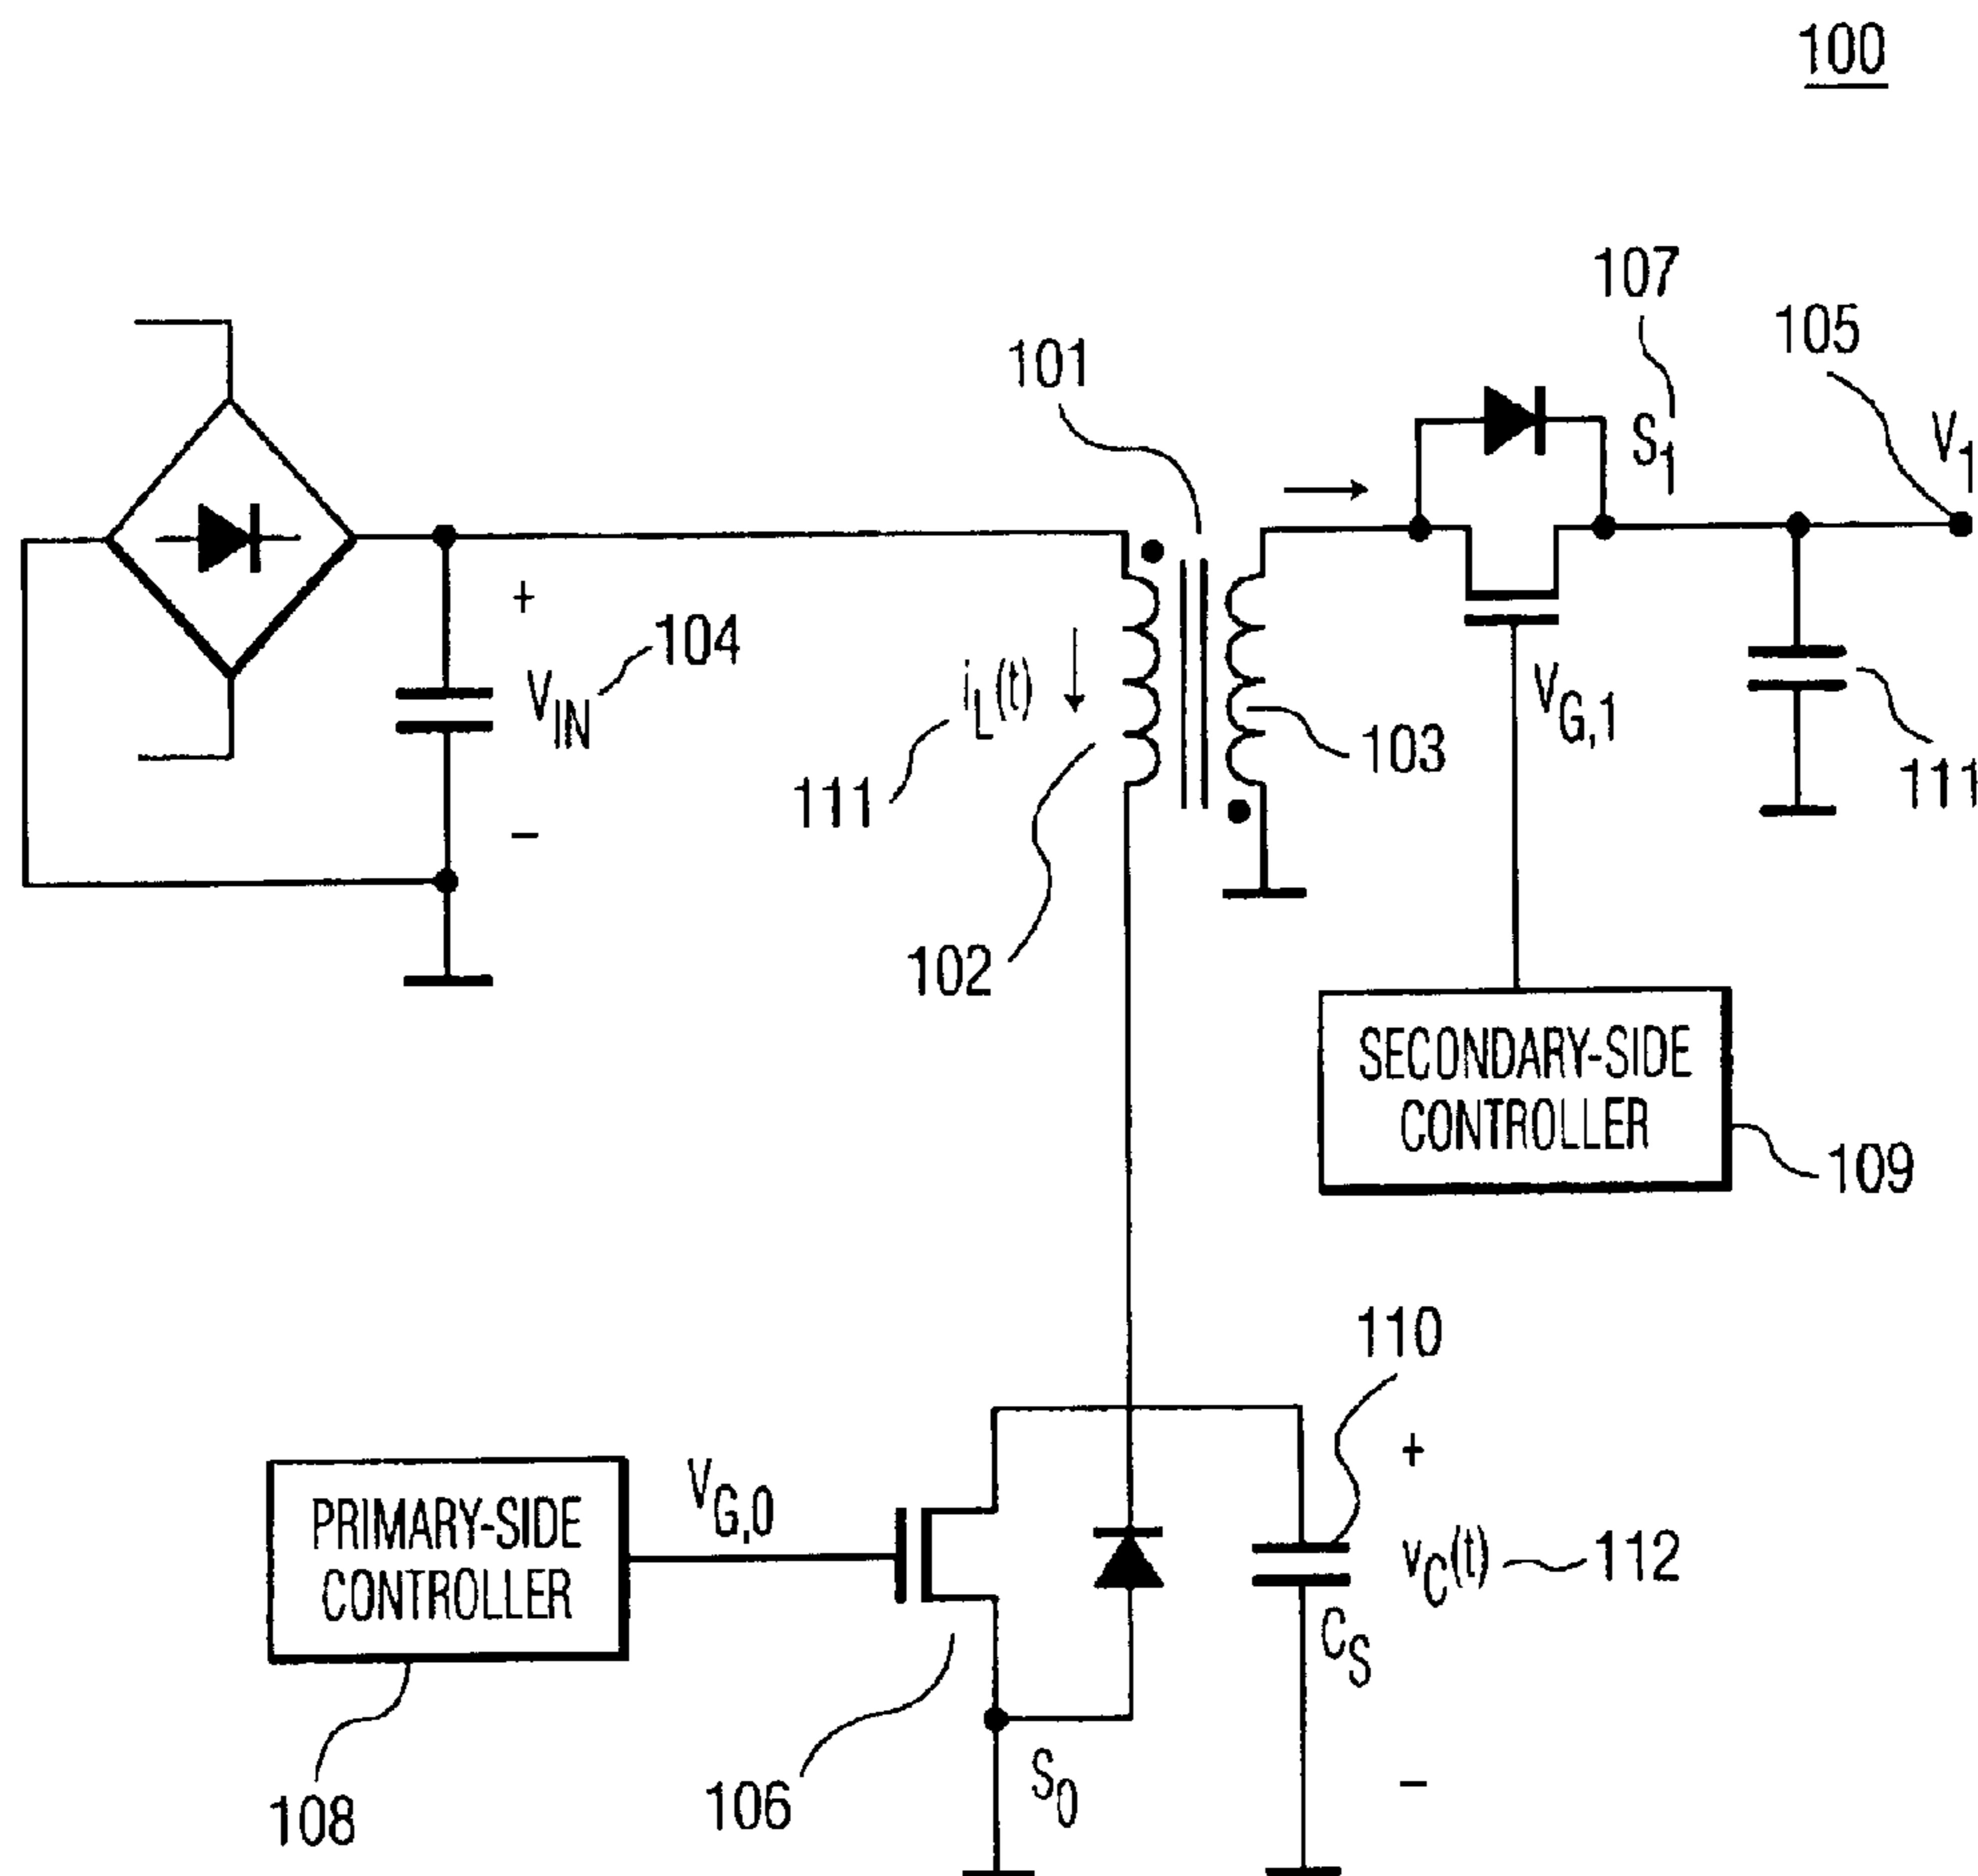 100
107
105
101
S1
V1
+
104
VIN
iL(t)
VG,1
103
111
111
−
102
SECONDARY-SIDE
CONTROLLER
109
110
+
VG,0
PRIMARY-SIDE
CONTROLLER
vC(t)
112
CS
S0
−
106
108